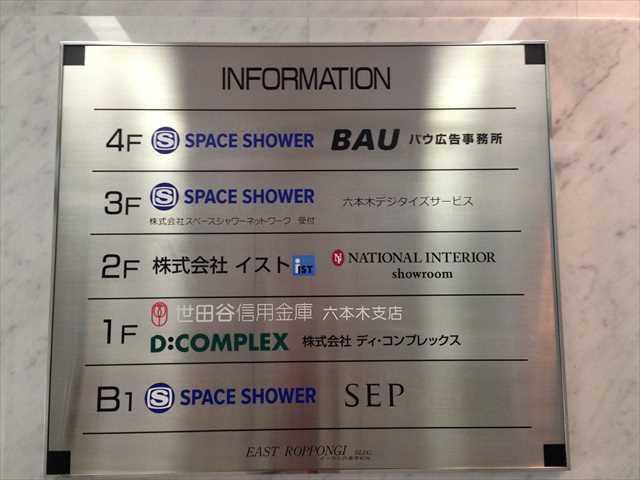 INFORMATION
4F SPACE SHOWER BAU バウ広告事務所
3F SPACE SHOWER 六本木デジタイズサービス
株式会社スペースシャワーネットワーク 受付
2F 株式会社 イスト iST NATIONAL INTERIOR
showroom
世田谷信用金庫 六本木支店
1F D:COMPLEX 株式会社 ディ・コンプレックス
B1 SPACE SHOWER SEP
EAST ROPPONGI BLDG.